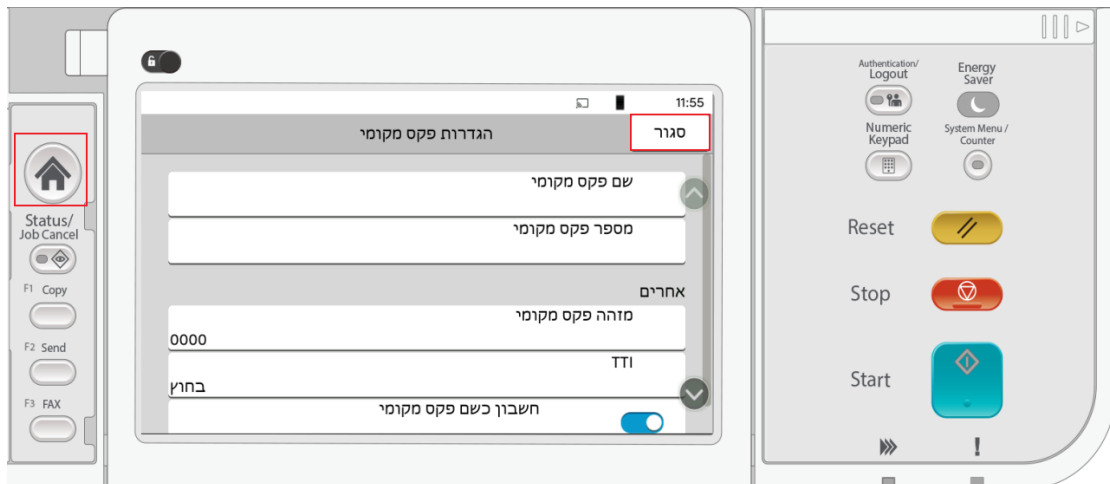 11:55
הגדרות פקס מקומי
סגור
שם פקס מקומי
מספר פקס מקומי
אחרים
מזהה פקס מקומי
0000
TTI
בחוץ
חשבון כשם פקס מקומי
Status/
Job Cancel
F1 Copy
F2 Send
F3 FAX
Authentication/
Logout
Energy
Saver
Numeric
Keypad
System Menu /
Counter
Reset
Stop
Start
!